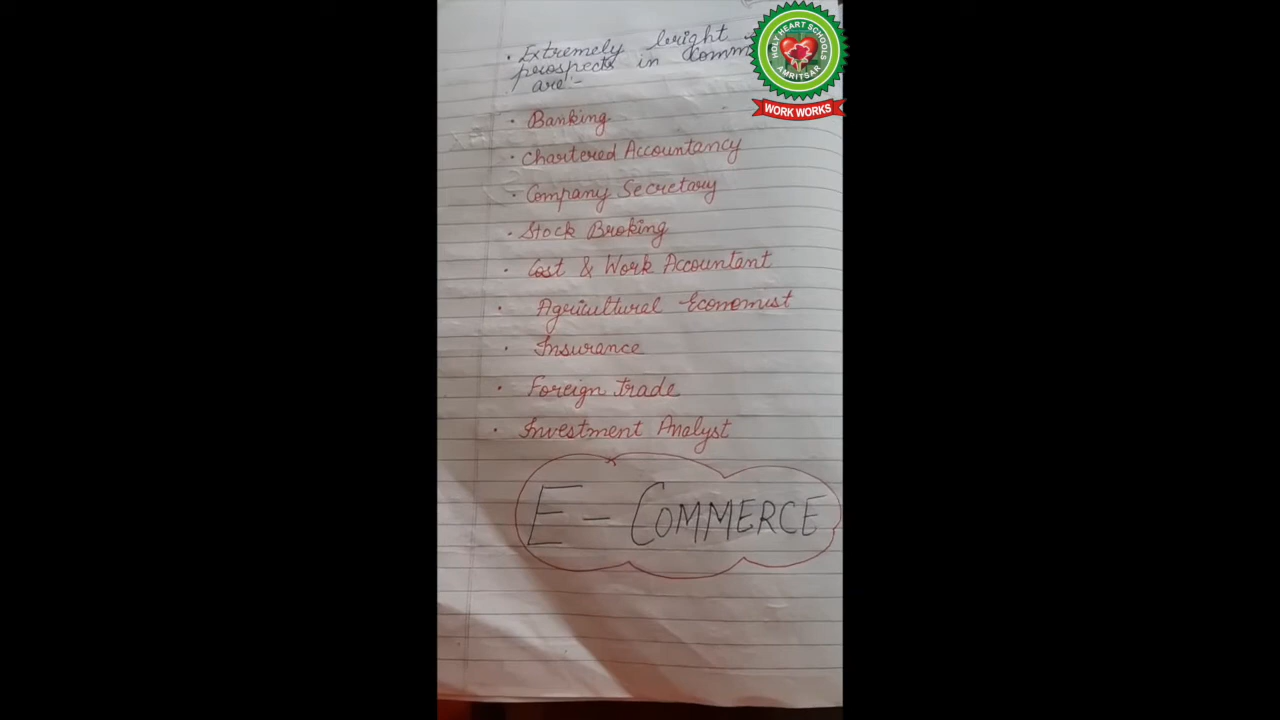 • Extremely bright
prospects in Comm
are :-
• Banking
• Chartered Accountancy
• Company Secretary
• Stock Broking
• Cost & Work Accountant
• Agricultural Economist
• Insurance
• Foreign trade
• Investment Analyst
E - COMMERCE
HOLY HEART SCHOOLS
AMRITSAR
WORK WORKS